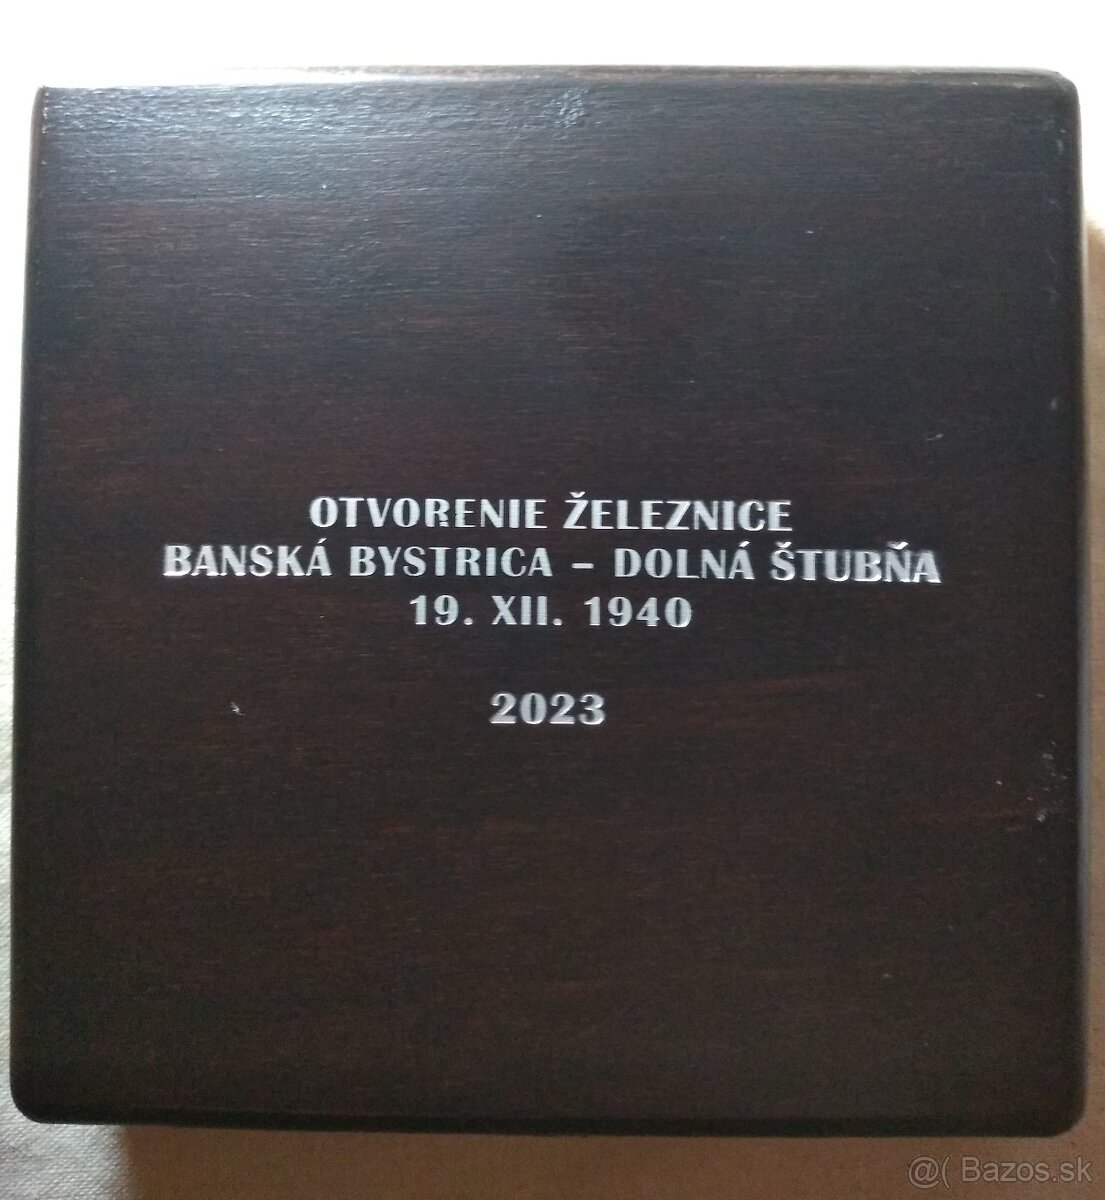 OTVORENIE ŽELEZNICE
BANSKÁ BYSTRICA – DOLNÁ ŠTUBŇA
19. XII. 1940
2023
@( Bazos.sk